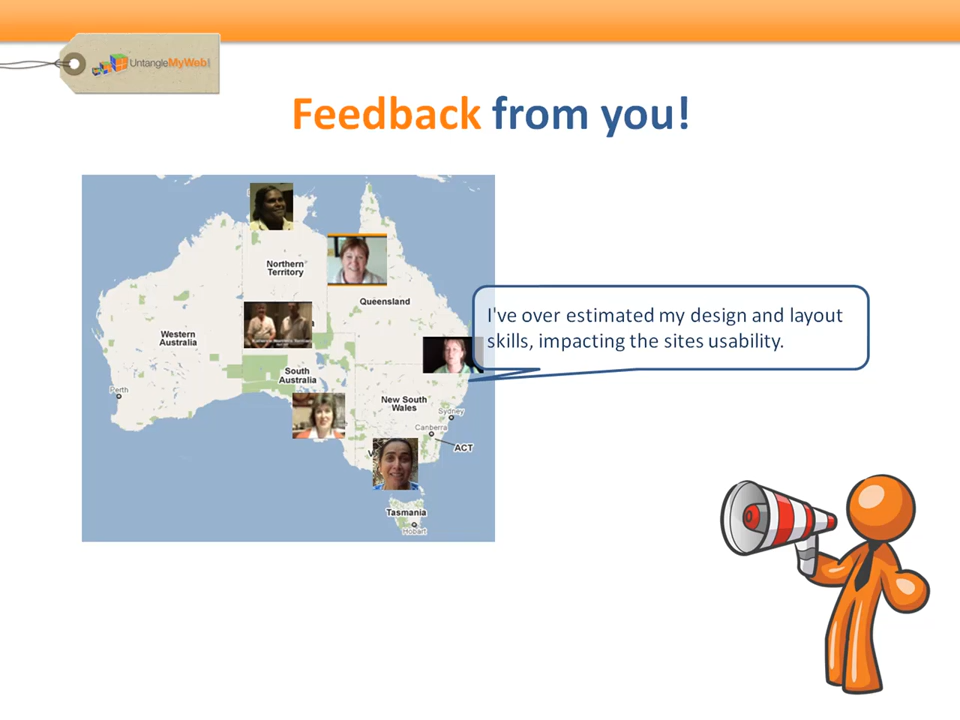 UntangleMyWeb!
Feedback from you!
Northern
Territory
Queensland
I've over estimated my design and layout
skills, impacting the sites usability.
Western
Australia
South
Australia
Perth
New South
Wales
Sydney
Canberra
ACT
Tasmania
Hobart